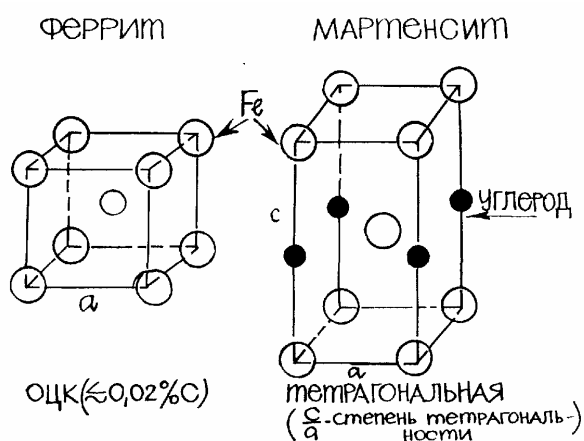 ФЕРРИТ
МАРТЕНСИТ
Fe
УГЛЕРОД
c
a
a
ОЦК(≲0,02%С)
ТЕТРАГОНАЛЬНАЯ
(c/a-степень тетрагональ-)
ности